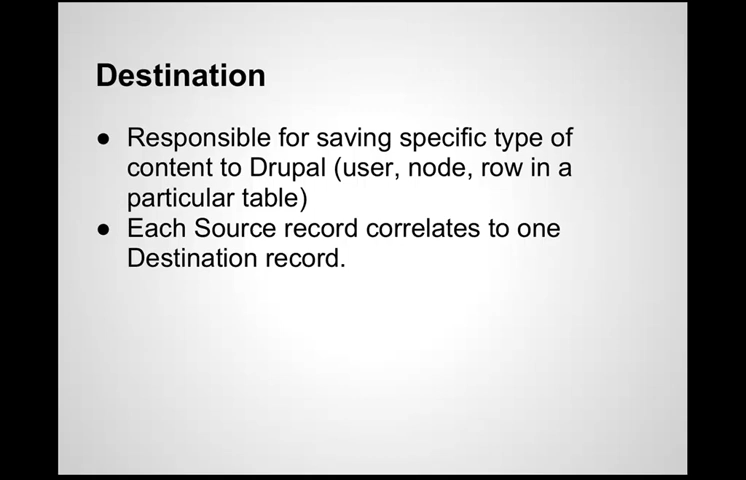 Destination
● Responsible for saving specific type of
content to Drupal (user, node, row in a
particular table)
● Each Source record correlates to one
Destination record.